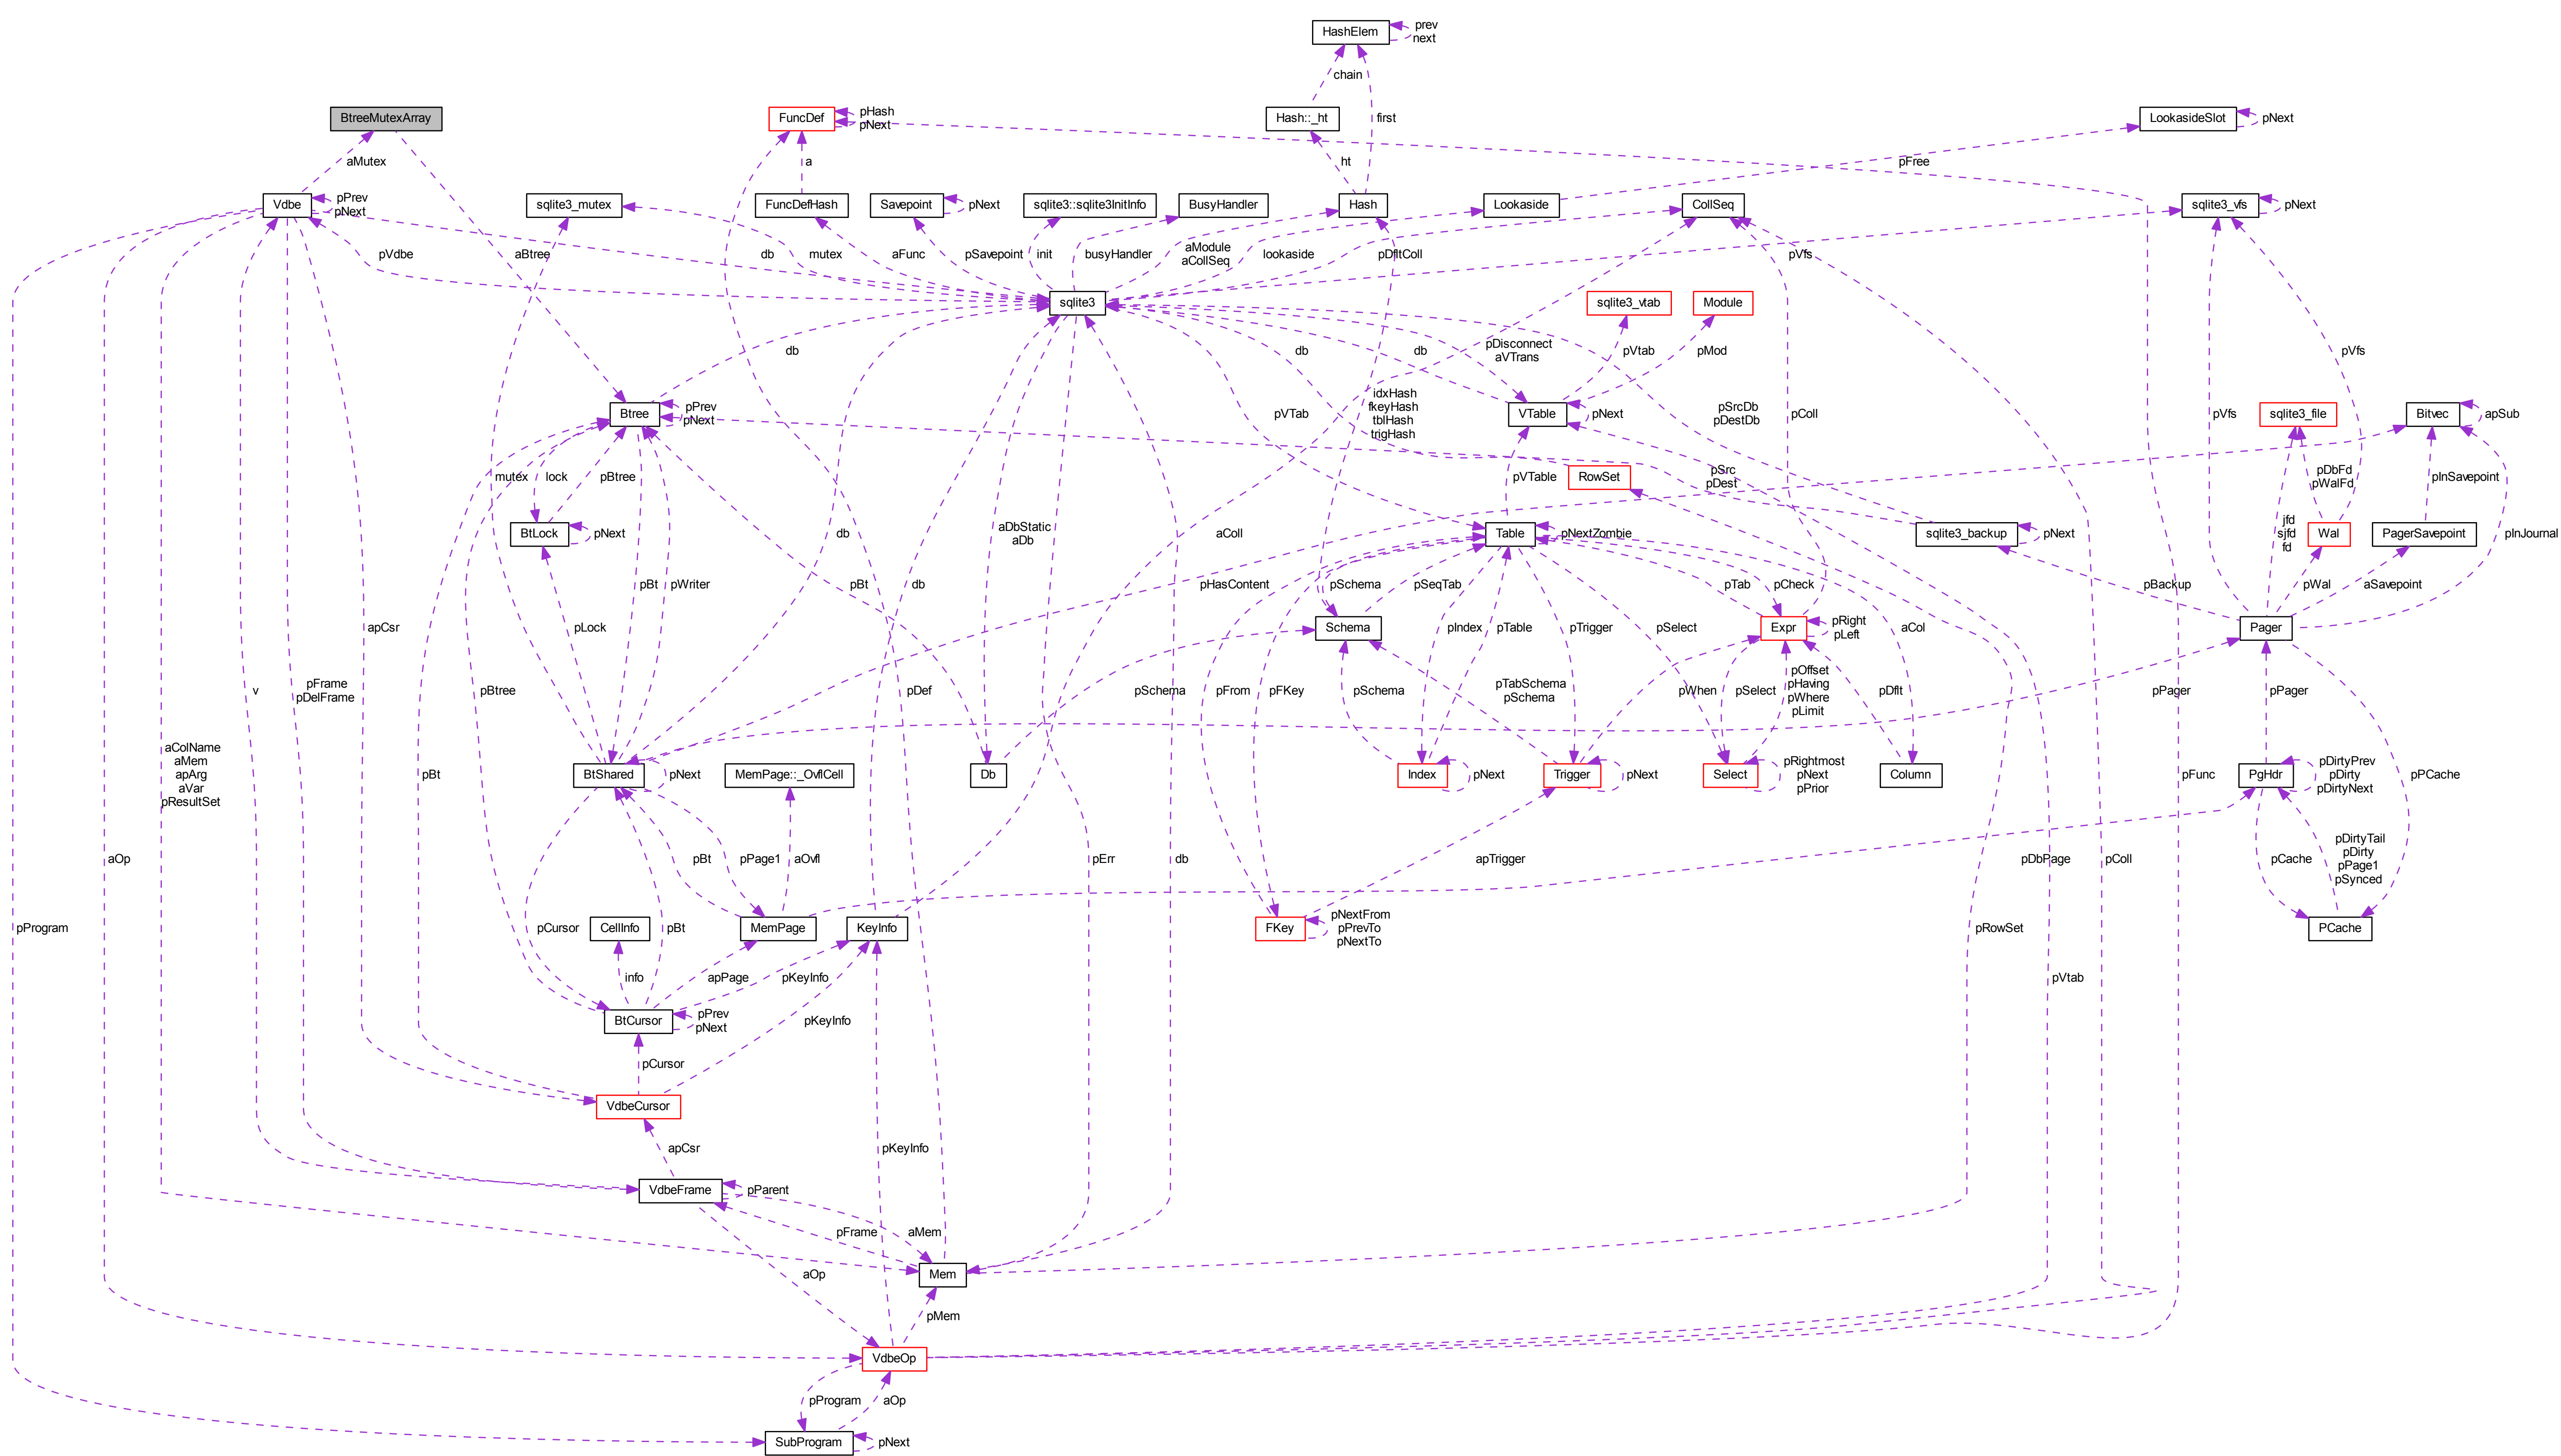 HashElem
prev
next
chain
BtreeMutexArray
FuncDef
pHash
pNext
Hash::_ht
first
LookasideSlot
pNext
aMutex
a
ht
pFree
Vdbe
pPrev
pNext
sqlite3_mutex
FuncDefHash
Savepoint
pNext
sqlite3::sqlite3InitInfo
BusyHandler
Hash
Lookaside
CollSeq
sqlite3_vfs
pNext
pVdbe
aBtree
db
mutex
aFunc
pSavepoint
init
busyHandler
aModule
aCollSeq
lookaside
pDfltColl
pVfs
sqlite3
sqlite3_vtab
Module
db
db
db
pDisconnect
aVTrans
pVtab
pMod
pVfs
Btree
pPrev
pNext
pVTab
idxHash
fkeyHash
tblHash
trigHash
VTable
pNext
pSrcDb
pDestDb
pColl
pVfs
sqlite3_file
Bitvec
apSub
mutex
lock
pBtree
pVTable
RowSet
pSrc
pDest
pDbFd
pWalFd
pInSavepoint
BtLock
pNext
db
aDbStatic
aDb
aColl
Table
pNextZombie
sqlite3_backup
pNext
jfd
sjfd
fd
Wal
PagerSavepoint
pInJournal
pBt
pWriter
pBt
db
pHasContent
pSchema
pSeqTab
pTab
pCheck
pBackup
pWal
aSavepoint
apCsr
pLock
Schema
pIndex
pTable
pTrigger
pSelect
Expr
pRight
pLeft
aCol
Pager
v
pFrame
pDelFrame
pBtree
pDef
pSchema
pFrom
pFKey
pSchema
pTabSchema
pSchema
pWhen
pSelect
pOffset
pHaving
pWhere
pLimit
pDflt
pPager
pPager
aColName
aMem
apArg
aVar
pResultSet
pBt
BtShared
pNext
MemPage::_OvflCell
Db
Index
pNext
Trigger
pNext
Select
pRightmost
pNext
pPrior
Column
pFunc
PgHdr
pDirtyPrev
pDirty
pDirtyNext
pPCache
aOp
pBt
pPage1
aOvfl
pErr
db
apTrigger
pDbPage
pColl
pCache
pDirtyTail
pDirty
pPage1
pSynced
pProgram
CellInfo
pCursor
pBt
MemPage
KeyInfo
FKey
pNextFrom
pPrevTo
pNextTo
pRowSet
PCache
info
apPage
pKeyInfo
pVtab
BtCursor
pPrev
pNext
pKeyInfo
pCursor
VdbeCursor
apCsr
pKeyInfo
VdbeFrame
pParent
pFrame
aMem
aOp
Mem
pMem
VdbeOp
pProgram
aOp
SubProgram
pNext